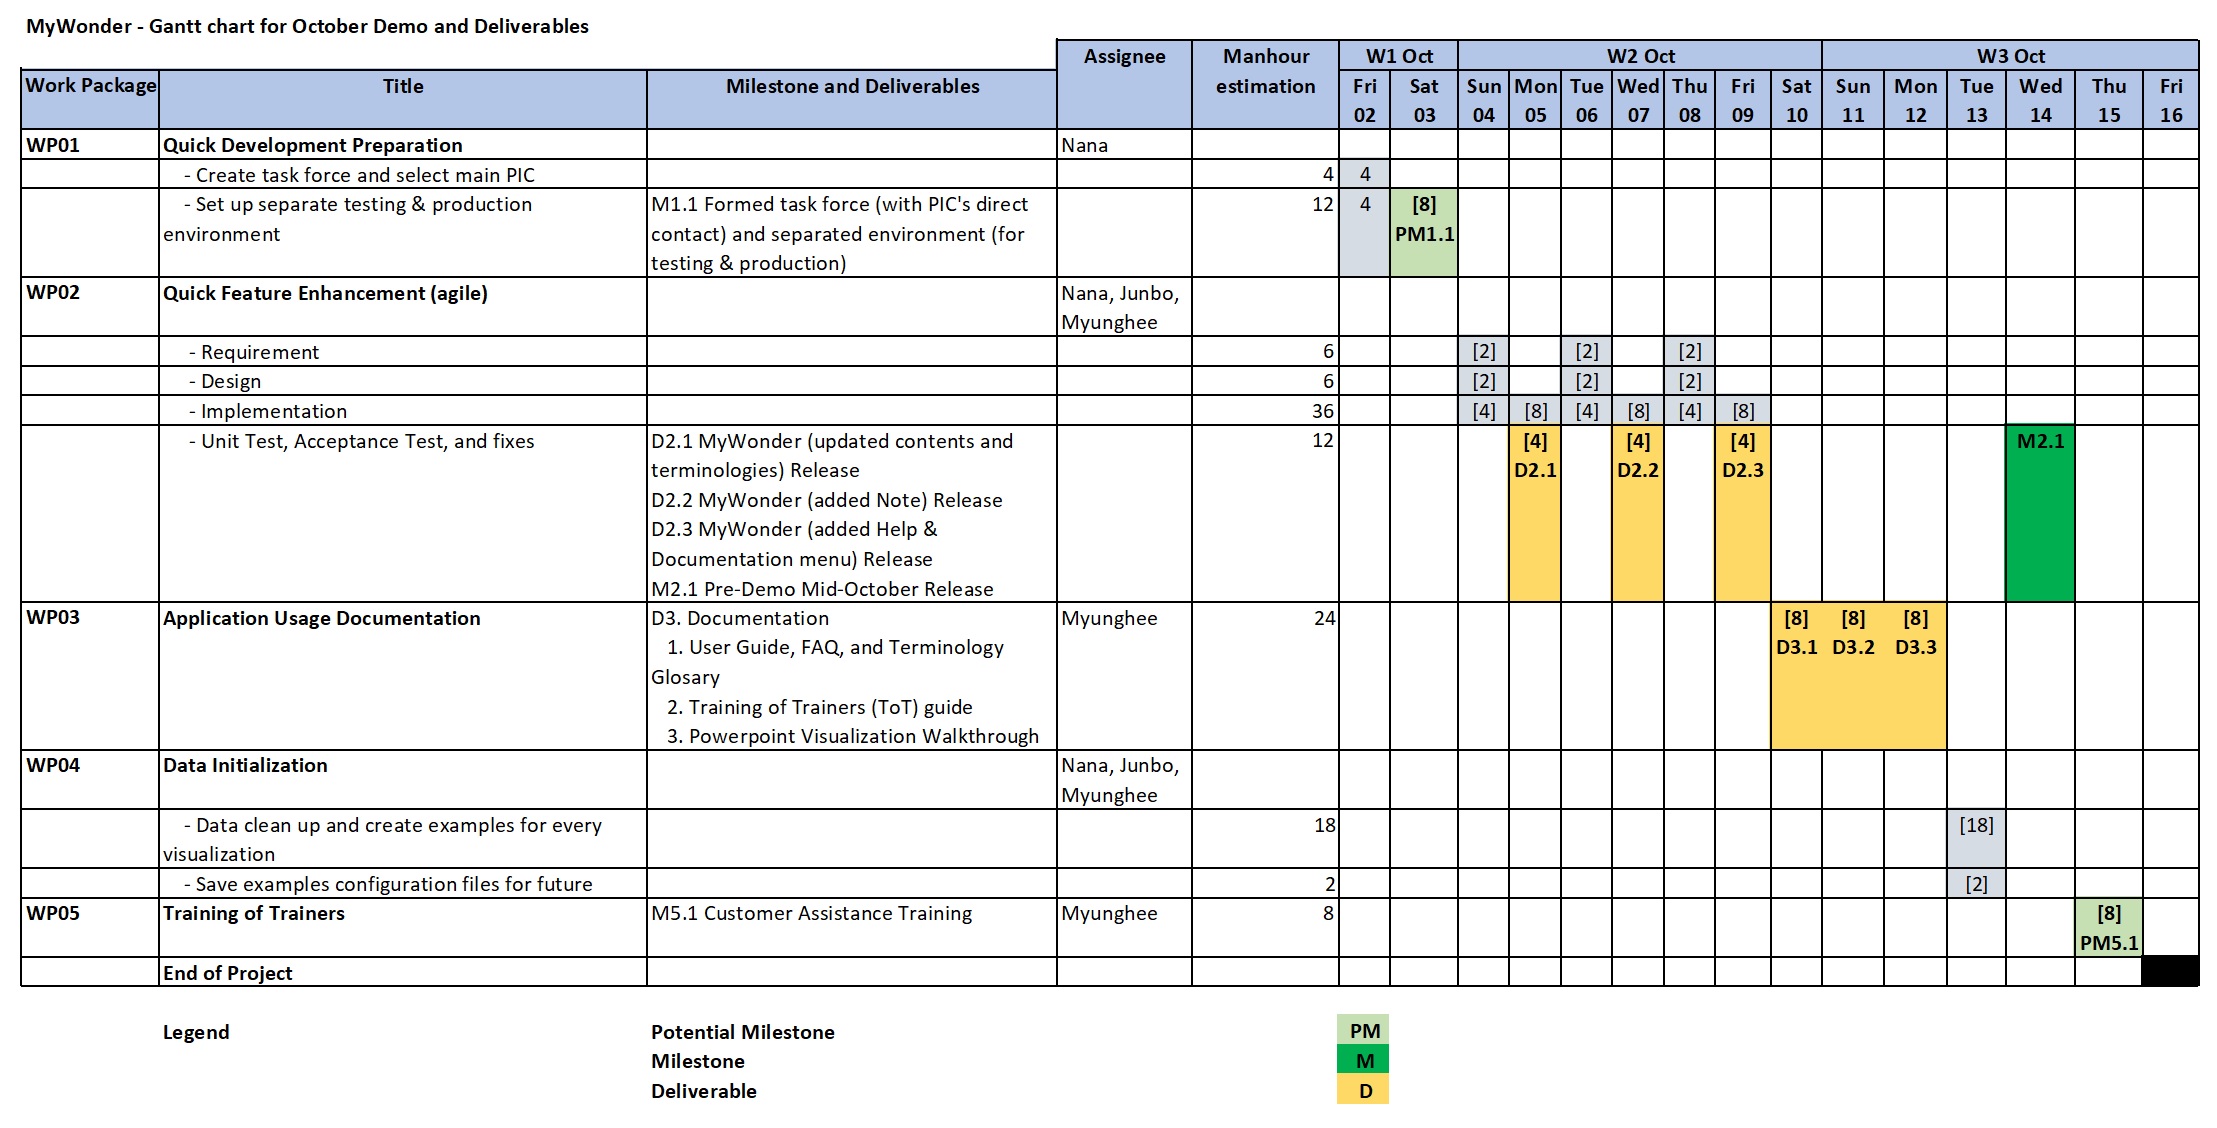 MyWonder - Gantt chart for October Demo and Deliverables
Assignee Manhour estimation W1 Oct W2 Oct W3 Oct
Work Package Title Milestone and Deliverables Fri Sat Sun Mon Tue Wed Thu Fri Sat Sun Mon Tue Wed Thu Fri
02 03 04 05 06 07 08 09 10 11 12 13 14 15 16
WP01 Quick Development Preparation Nana
- Create task force and select main PIC 4 4
- Set up separate testing & production M1.1 Formed task force (with PIC's direct 12 4 [8]
environment contact) and separated environment (for PM1.1
testing & production)
WP02 Quick Feature Enhancement (agile) Nana, Junbo,
Myunghee
- Requirement 6 [2] [2] [2]
- Design 6 [2] [2] [2]
- Implementation 36 [4] [8] [4] [8] [4] [8]
- Unit Test, Acceptance Test, and fixes D2.1 MyWonder (updated contents and 12 [4] [4] [4] M2.1
terminologies) Release D2.1 D2.2 D2.3
D2.2 MyWonder (added Note) Release
D2.3 MyWonder (added Help &
Documentation menu) Release
M2.1 Pre-Demo Mid-October Release
WP03 Application Usage Documentation D3. Documentation Myunghee 24 [8] [8] [8]
1. User Guide, FAQ, and Terminology D3.1 D3.2 D3.3
Glosary
2. Training of Trainers (ToT) guide
3. Powerpoint Visualization Walkthrough
WP04 Data Initialization Nana, Junbo,
Myunghee
- Data clean up and create examples for every 18 [18]
visualization
- Save examples configuration files for future 2 [2]
WP05 Training of Trainers M5.1 Customer Assistance Training Myunghee 8 [8]
PM5.1
End of Project
Legend Potential Milestone PM
Milestone M
Deliverable D